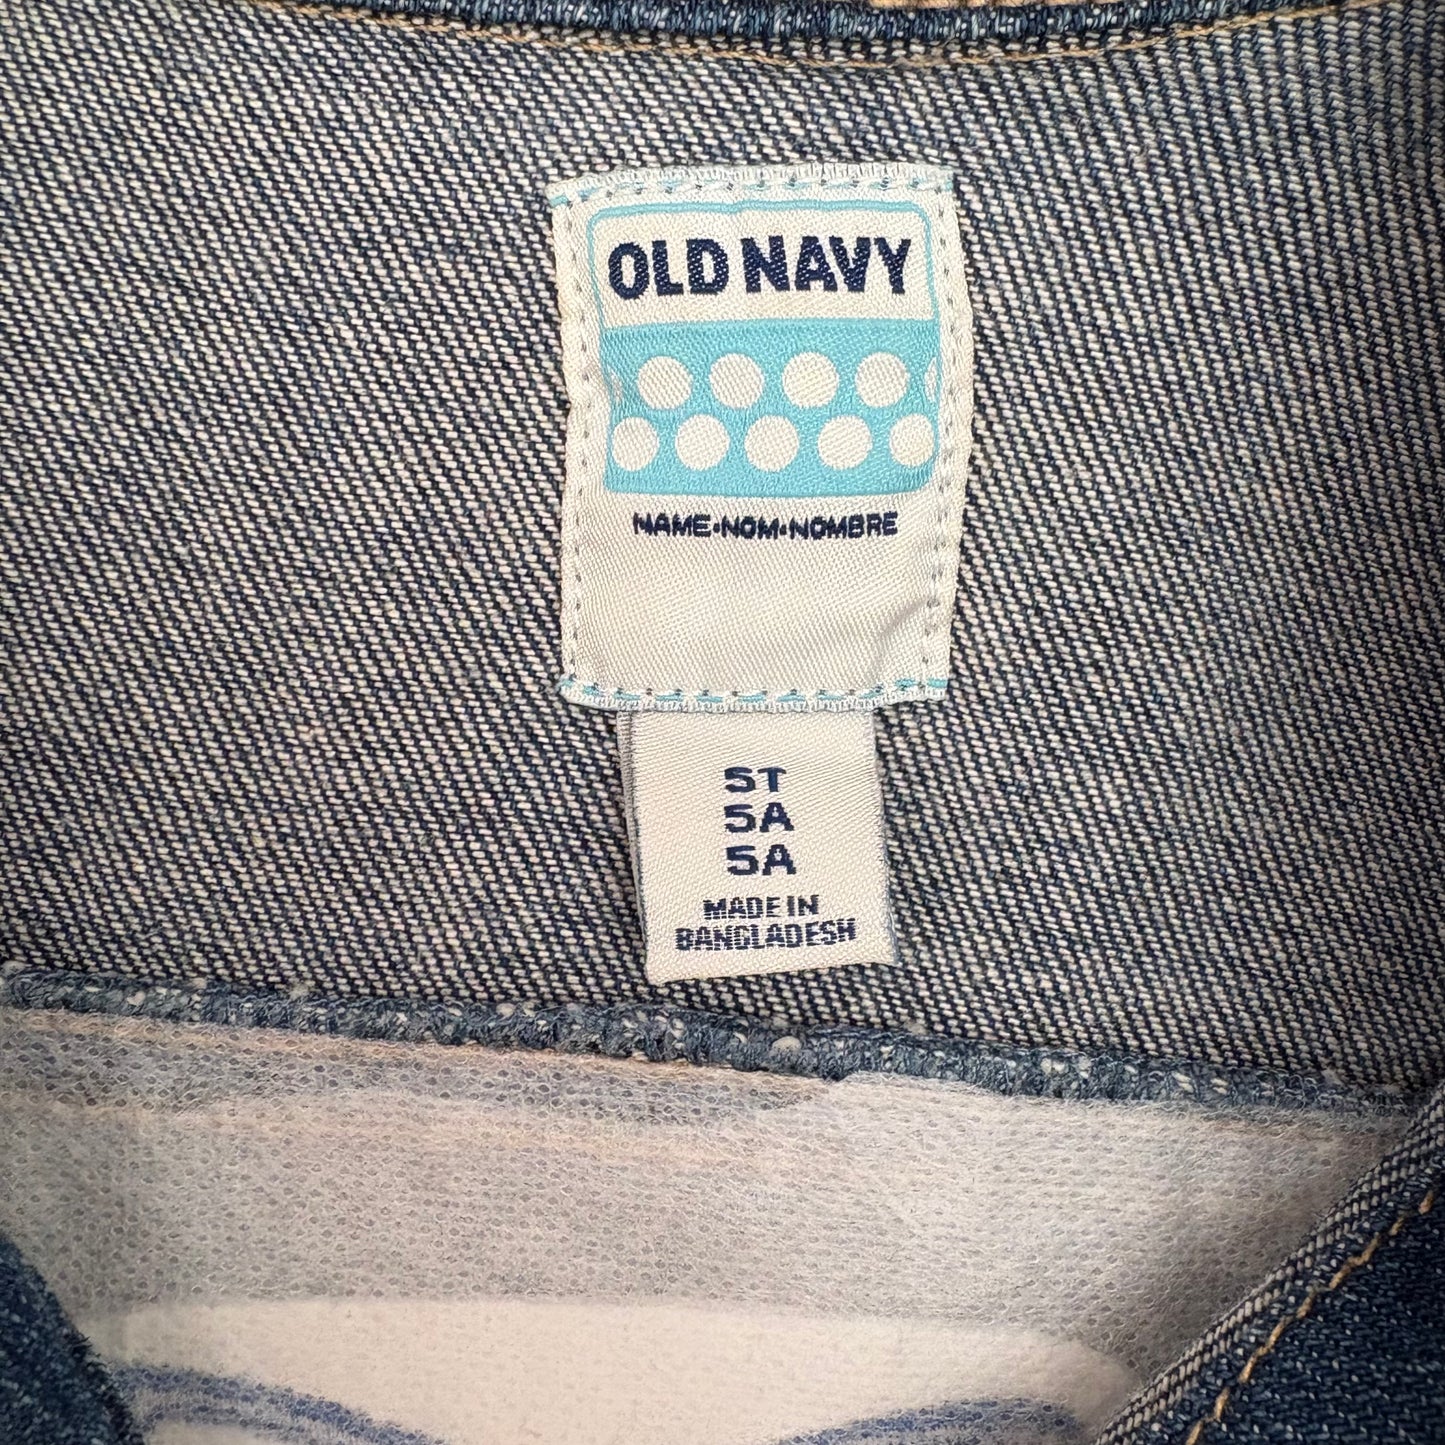 OLD NAVY
NAME•NOM•NOMBRE
5T
5A
5A
MADE IN
BANGLADESH